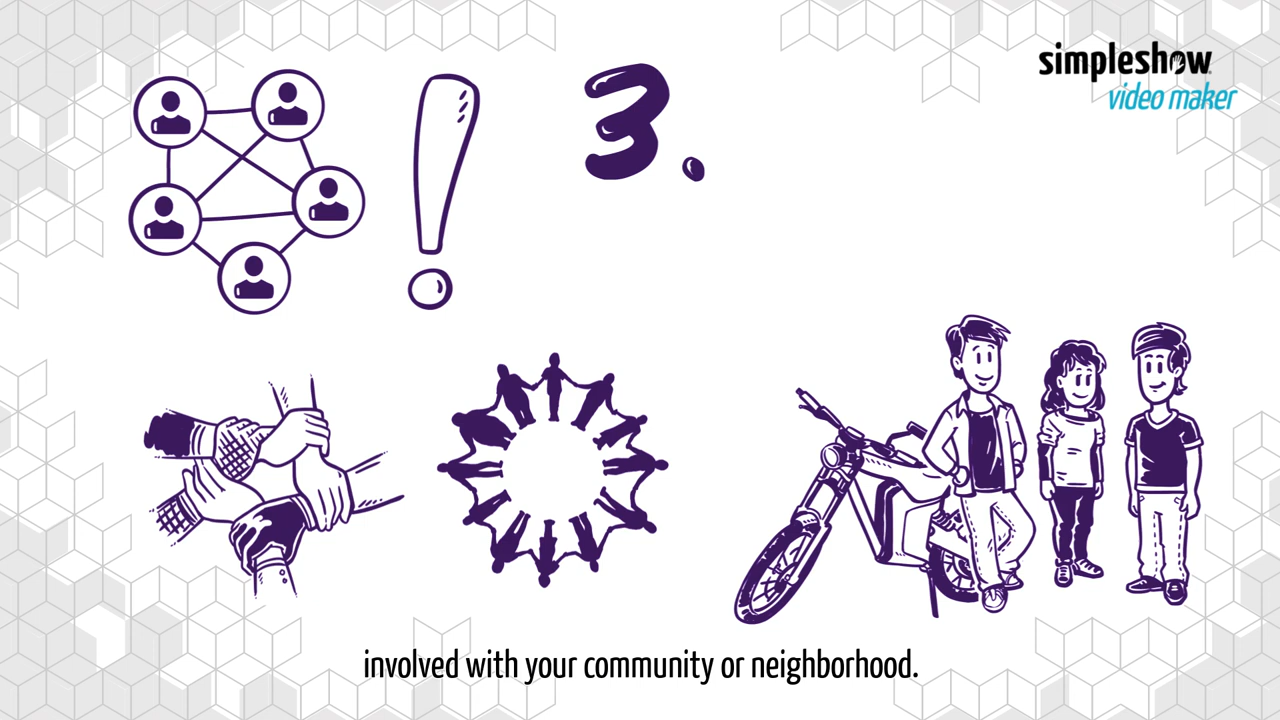 simpleshow
video maker
3.
involved with your community or neighborhood.